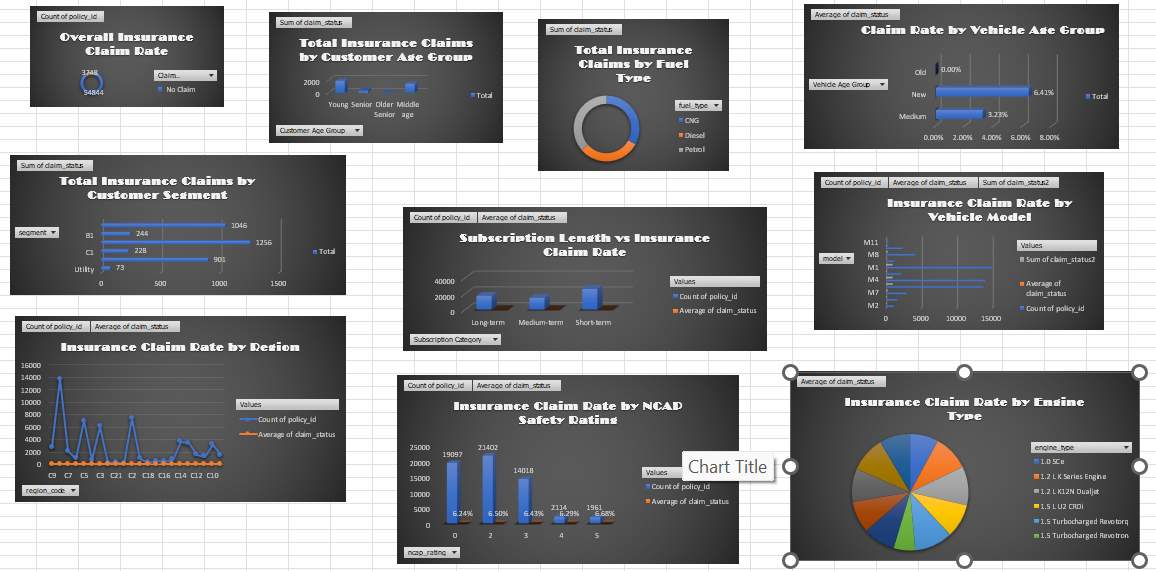 Count of policy_id
Overall Insurance
Claim Rate
3748
54844
Claim..
No Claim
Sum of claim_status
Total Insurance Claims
by Customer Age Group
2000
0
Young Senior Older Middle
Senior age
Total
Customer Age Group
Sum of claim_status
Total Insurance
Claims by Fuel
Type
fuel_type
CNG
Diesel
Petrol
Average of claim_status
Claim Rate by Vehicle Age Group
Vehicle Age Group
Old 0.00%
New 6.41%
Medium 3.23%
0.00% 2.00% 4.00% 6.00% 8.00%
Total
Sum of claim_status
Total Insurance Claims by
Customer Segment
segment
1046
B1 244
1256
C1 228
901
Utility 73
0 500 1000 1500
Total
Count of policy_id Average of claim_status
Subscription Length vs Insurance
Claim Rate
40000
20000
0
Long-term Medium-term Short-term
Values
Count of policy_id
Average of claim_status
Subscription Category
Count of policy_id Average of claim_status Sum of claim_status2
Insurance Claim Rate by
Vehicle Model
model
M11
M8
M1
M4
M7
M2
0 5000 10000 15000
Values
Sum of claim_status2
Average of
claim_status
Count of policy_id
Count of policy_id Average of claim_status
Insurance Claim Rate by Region
16000
14000
12000
10000
8000
6000
4000
2000
0
C9 C7 C5 C3 C21 C2 C18 C16 C14 C12 C10
Values
Count of policy_id
Average of claim_status
region_code
Count of policy_id Average of claim_status
Insurance Claim Rate by NCAP
Safety Rating
25000
20000
15000
10000
5000
0
19097 21402 14018 2114 1961
6.24% 6.50% 6.43% 6.29% 6.68%
0 2 3 4 5
Values
Count of policy_id
Average of claim_status
ncap_rating
Chart Title
Average of claim_status
Insurance Claim Rate by Engine
Type
engine_type
1.0 SCe
1.2 L K Series Engine
1.2 L K12N Dualjet
1.5 L U2 CRDi
1.5 Turbocharged Revotorq
1.5 Turbocharged Revotron